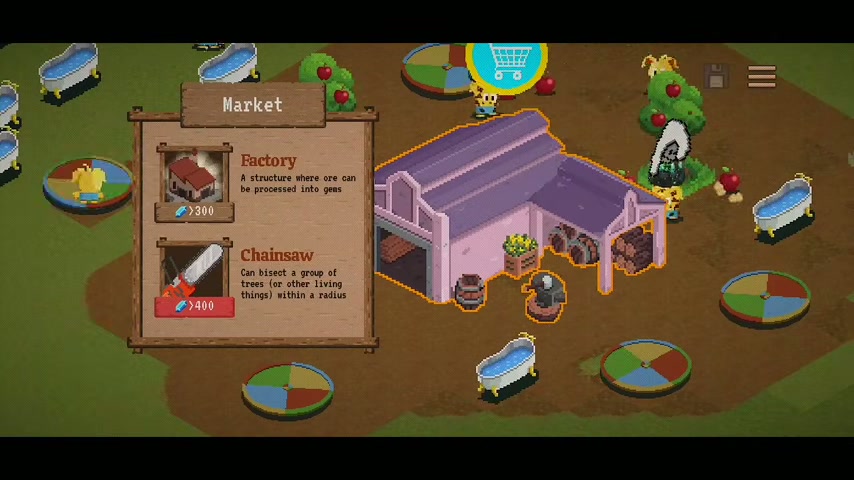 Market
Factory
A structure where ore can
be processed into gems
>300
Chainsaw
Can bisect a group of
trees (or other living
things) within a radius
>400